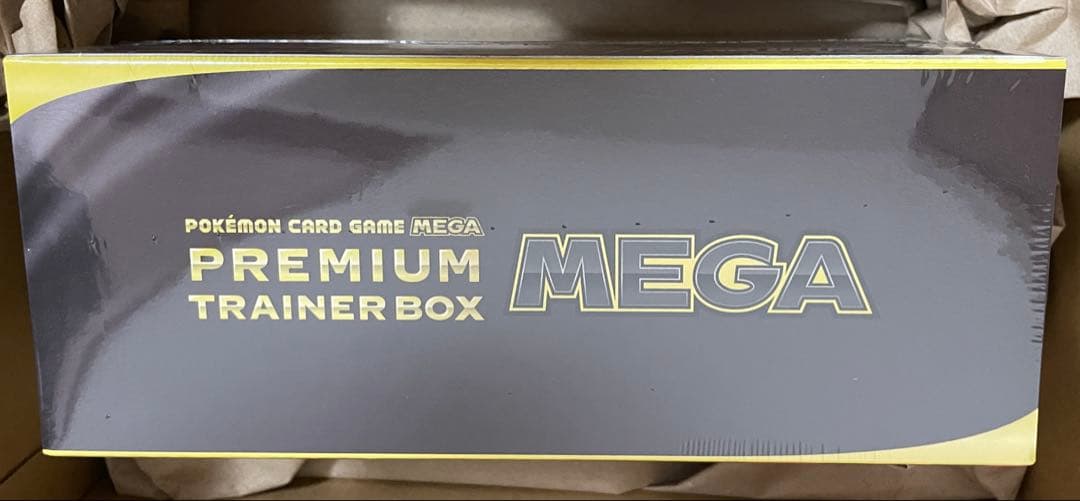 POKÉMON CARD GAME MEGA
PREMIUM
TRAINER BOX
MEGA